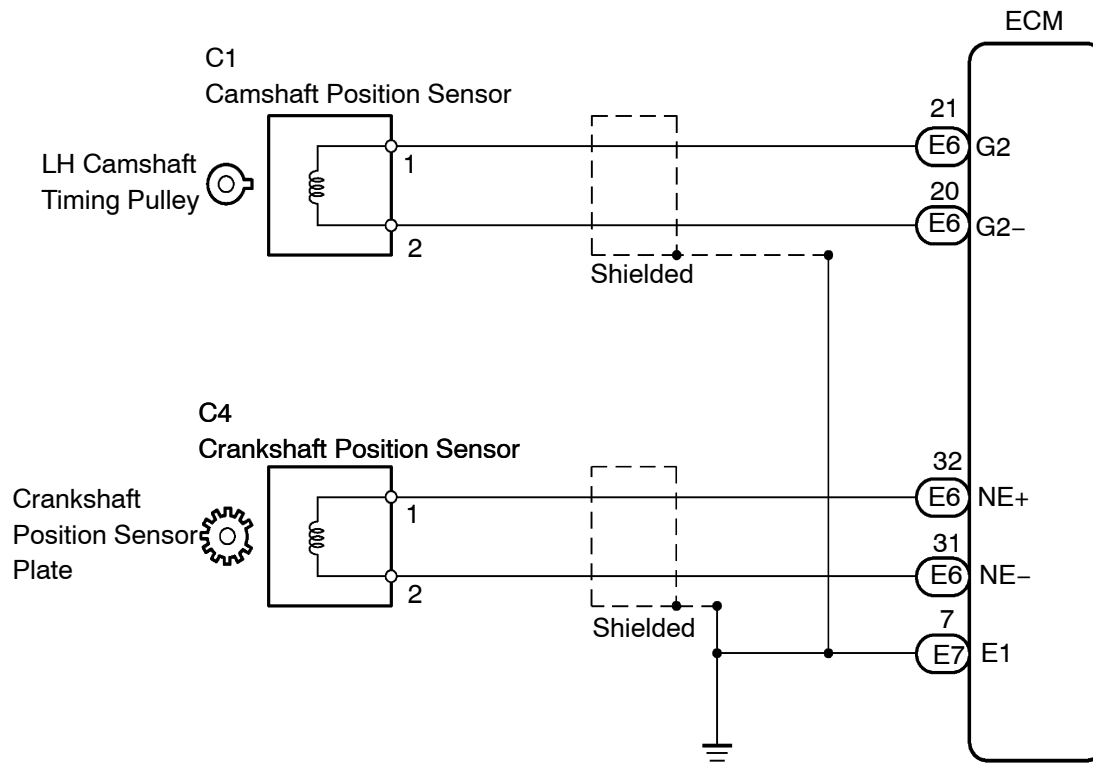 ECM
C1
Camshaft Position Sensor
LH Camshaft
Timing Pulley
1
2
Shielded
21
E6 G2
20
E6 G2−
C4
Crankshaft Position Sensor
Crankshaft
Position Sensor
Plate
1
2
Shielded
32
E6 NE+
31
E6 NE−
7
E7 E1